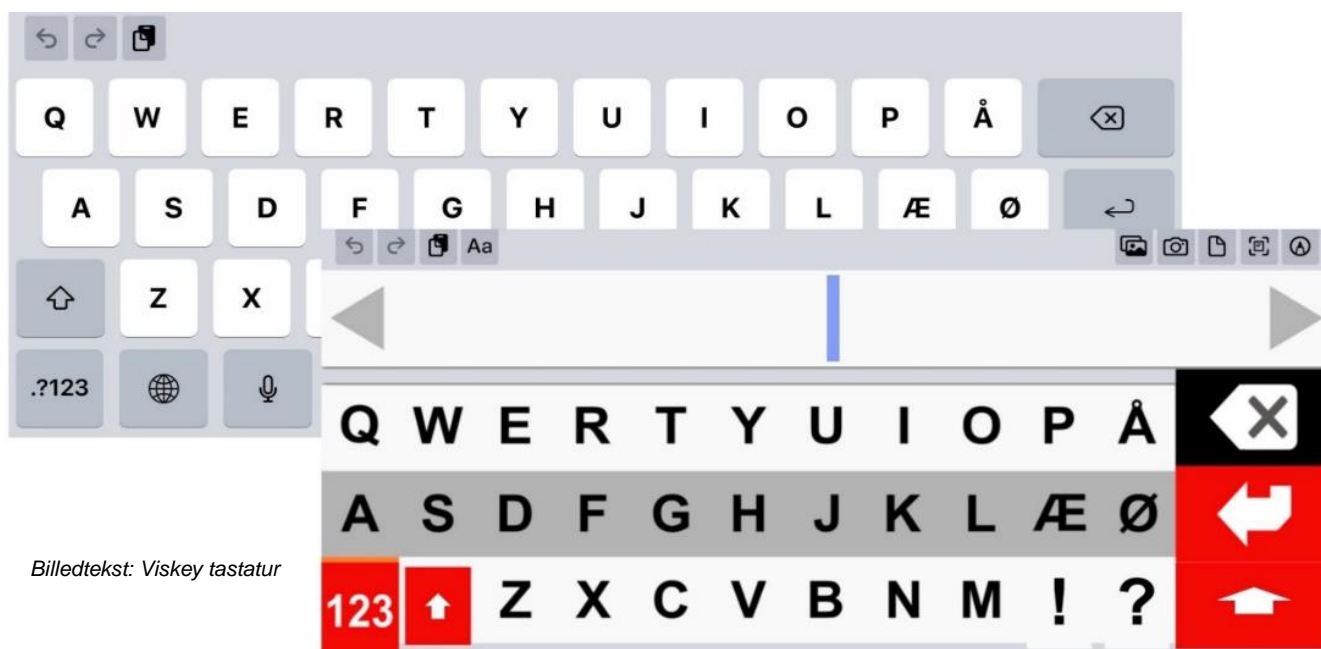 Q W E R T Y U I O P Å
A S D F G H J K L Æ Ø
Aa
Z X
.?123
Q W E R T Y U I O P Å
A S D F G H J K L Æ Ø
Billedtekst: Viskey tastatur
123 Z X C V B N M ! ?